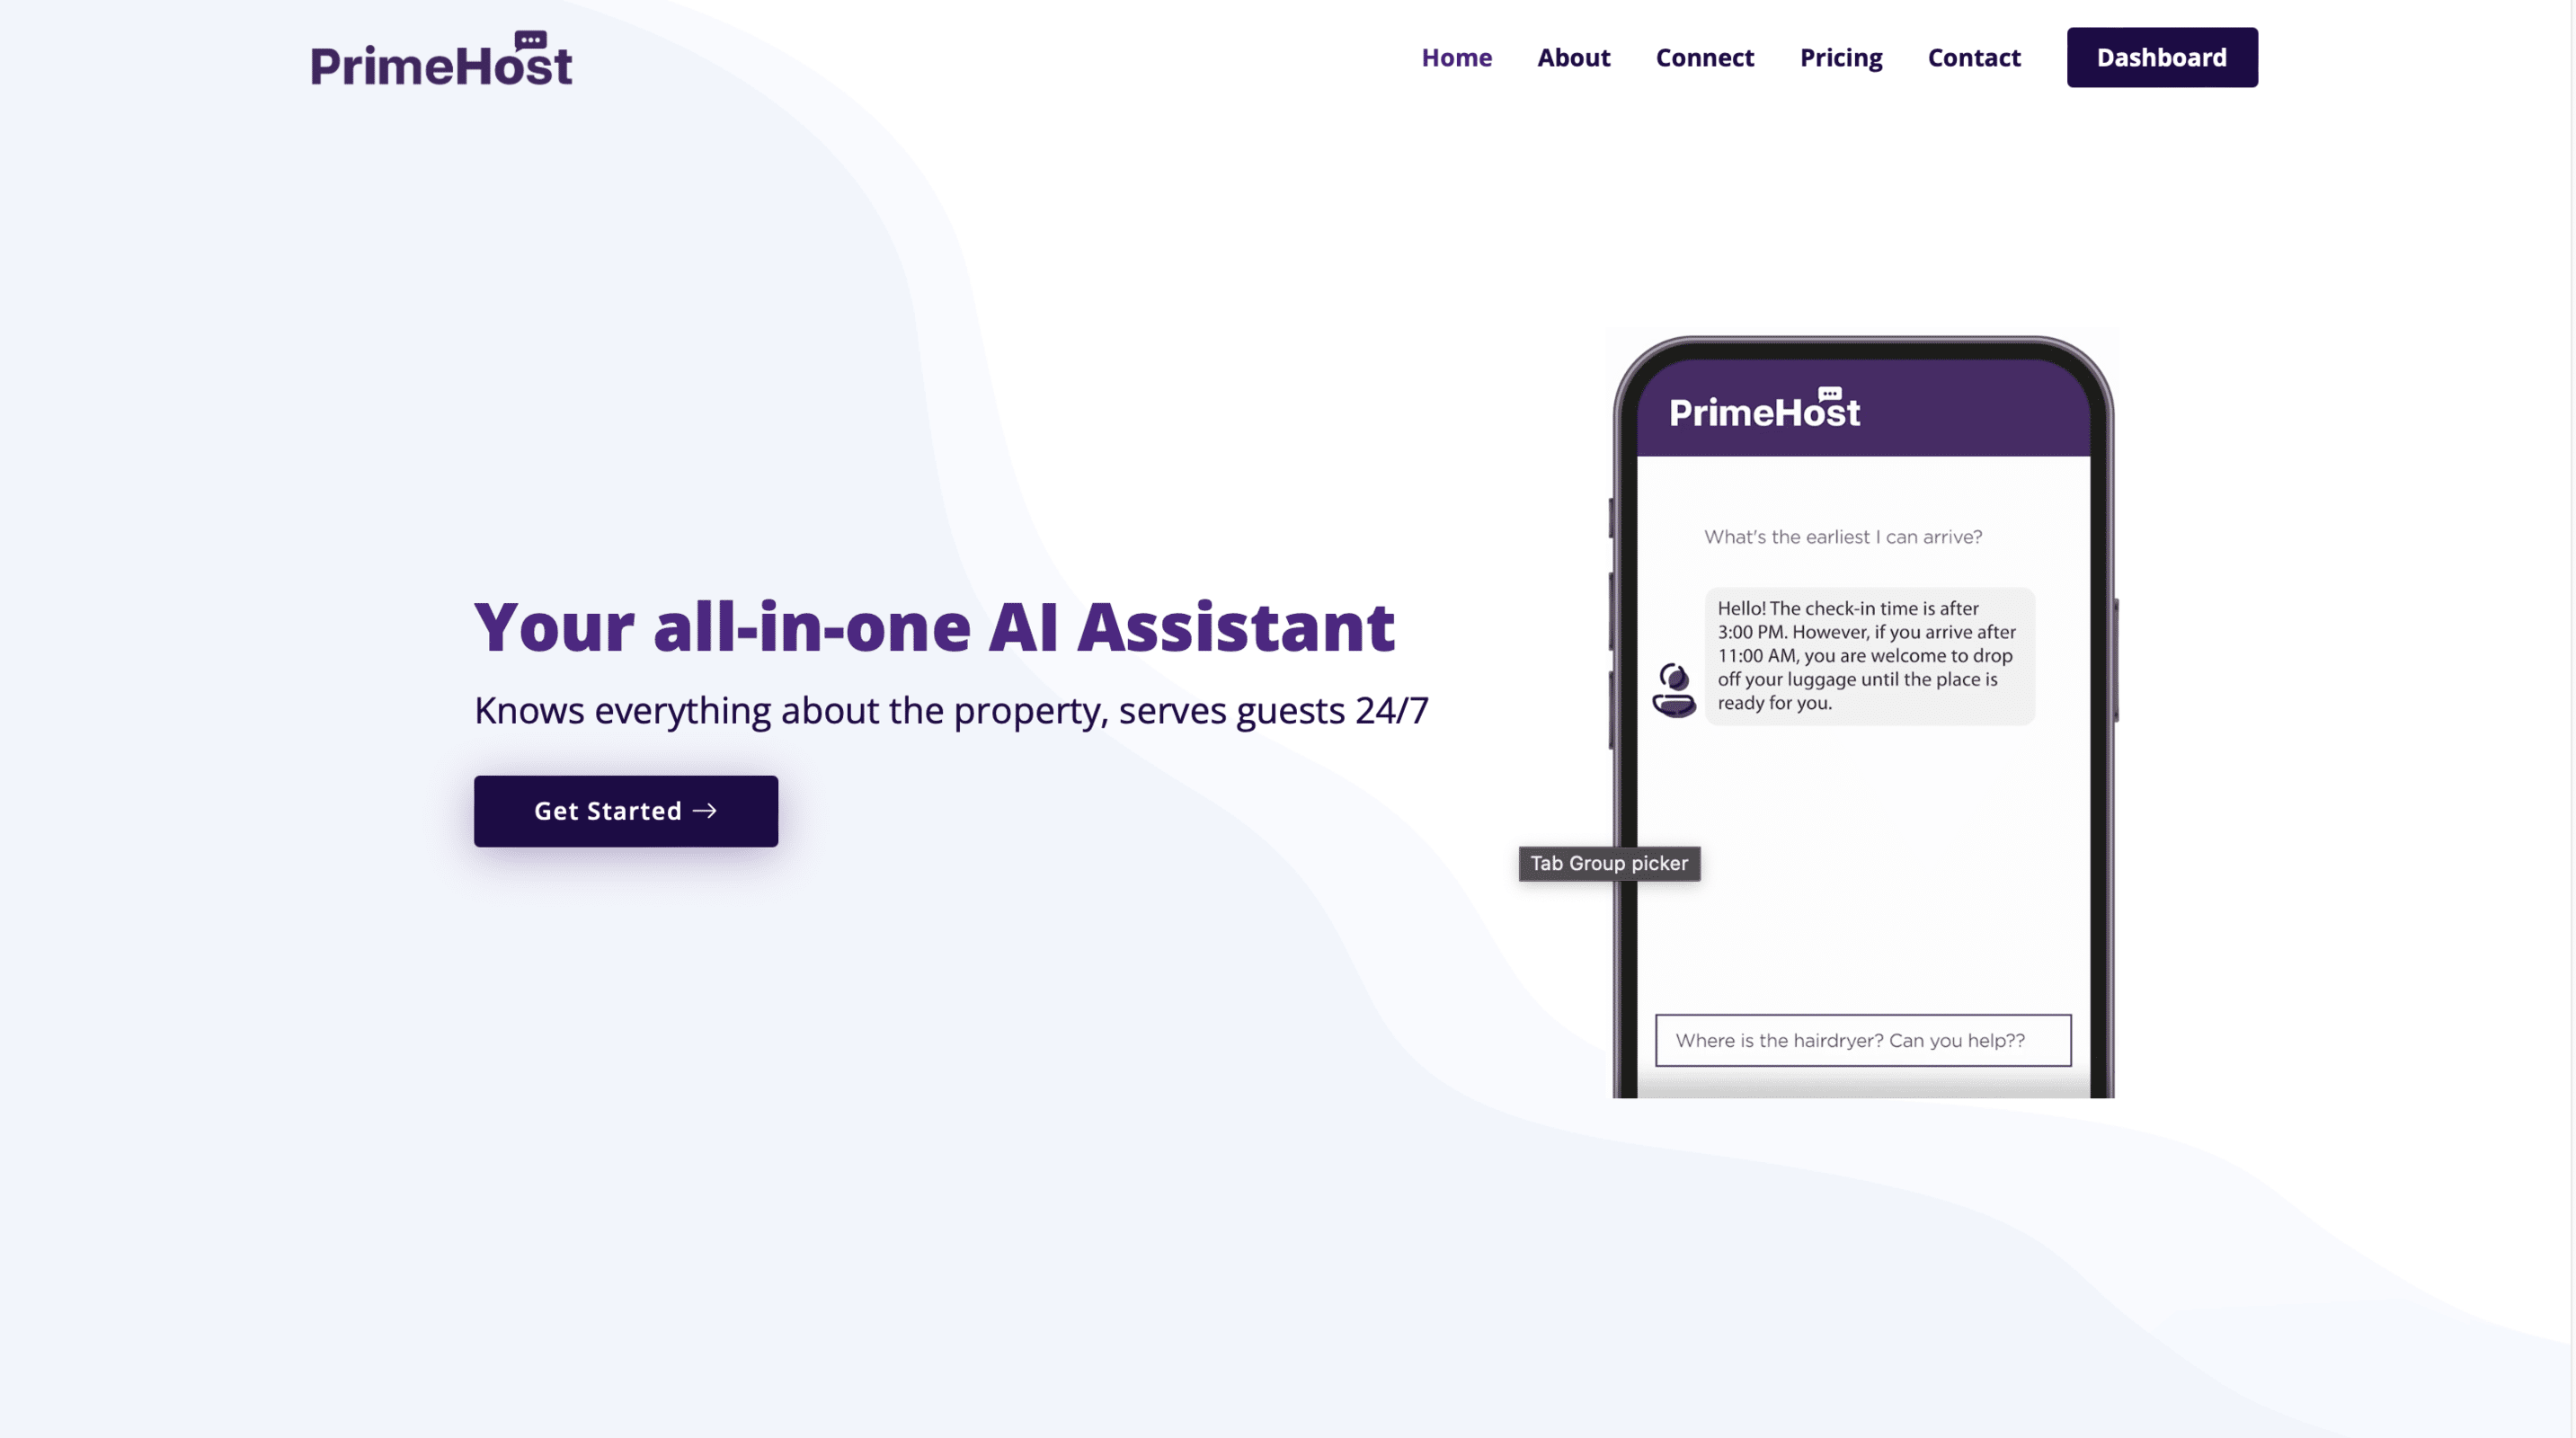 PrimeHost
Home About Connect Pricing Contact Dashboard
PrimeHost
What's the earliest I can arrive?
Hello! The check-in time is after
3:00 PM. However, if you arrive after
11:00 AM, you are welcome to drop
off your luggage until the place is
ready for you.
Your all-in-one AI Assistant
Knows everything about the property, serves guests 24/7
Get Started →
Tab Group picker
Where is the hairdryer? Can you help??